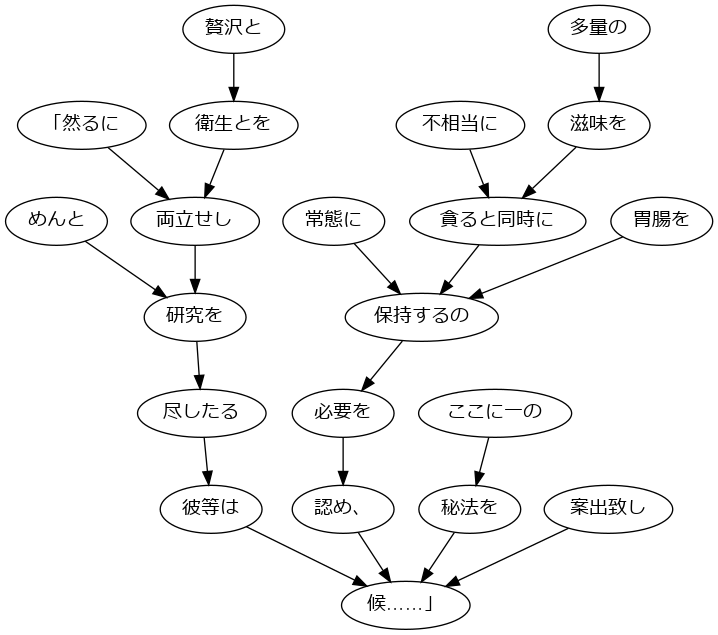 贅沢と
多量の
「然るに
衛生とを
不相当に
滋味を
めんと
両立せし
常態に
貪ると同時に
胃腸を
研究を
保持するの
尽したる
必要を
ここに一の
彼等は
認め、
秘法を
案出致し
候……」